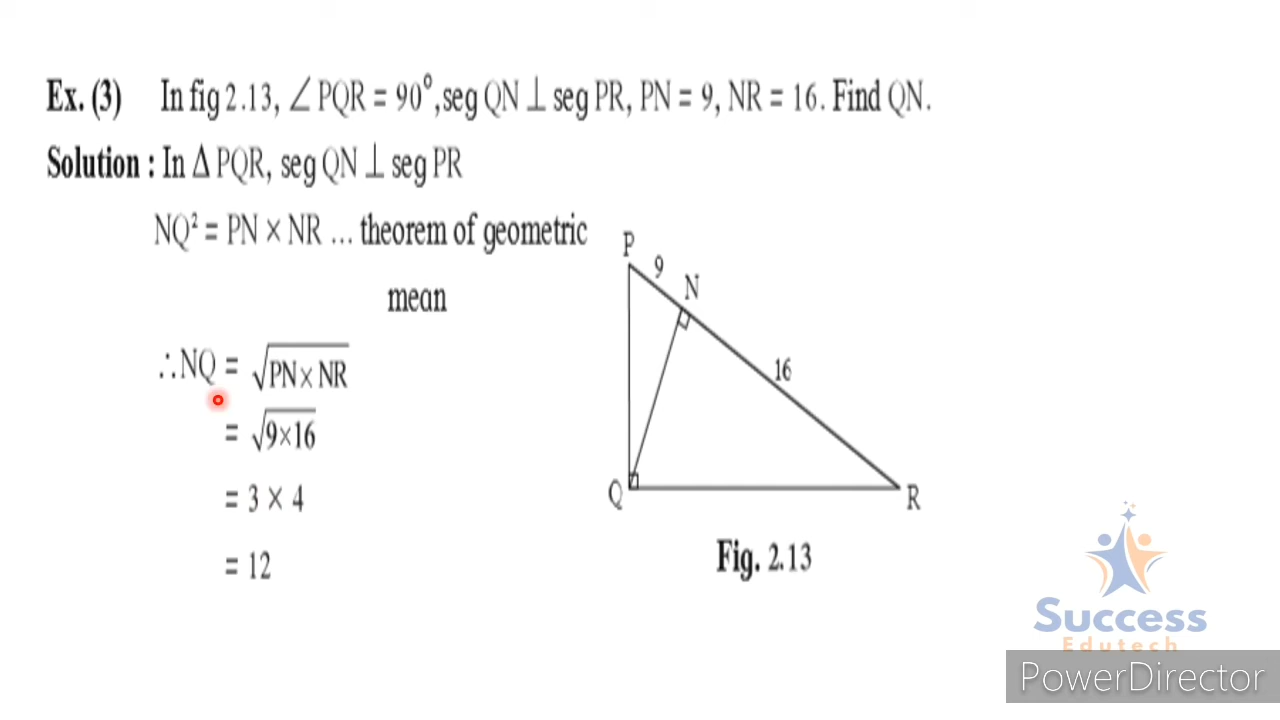 Ex. (3) In fig 2.13, ∠PQR = 90°, seg QN ⊥ seg PR, PN = 9, NR = 16. Find QN.
Solution : In Δ PQR, seg QN ⊥ seg PR
NQ² = PN × NR ... theorem of geometric
mean
∴NQ = √PN× NR
= √9×16
= 3 × 4
= 12
P
9
N
16
Q
R
Fig. 2.13
Success
Edutech
PowerDirector